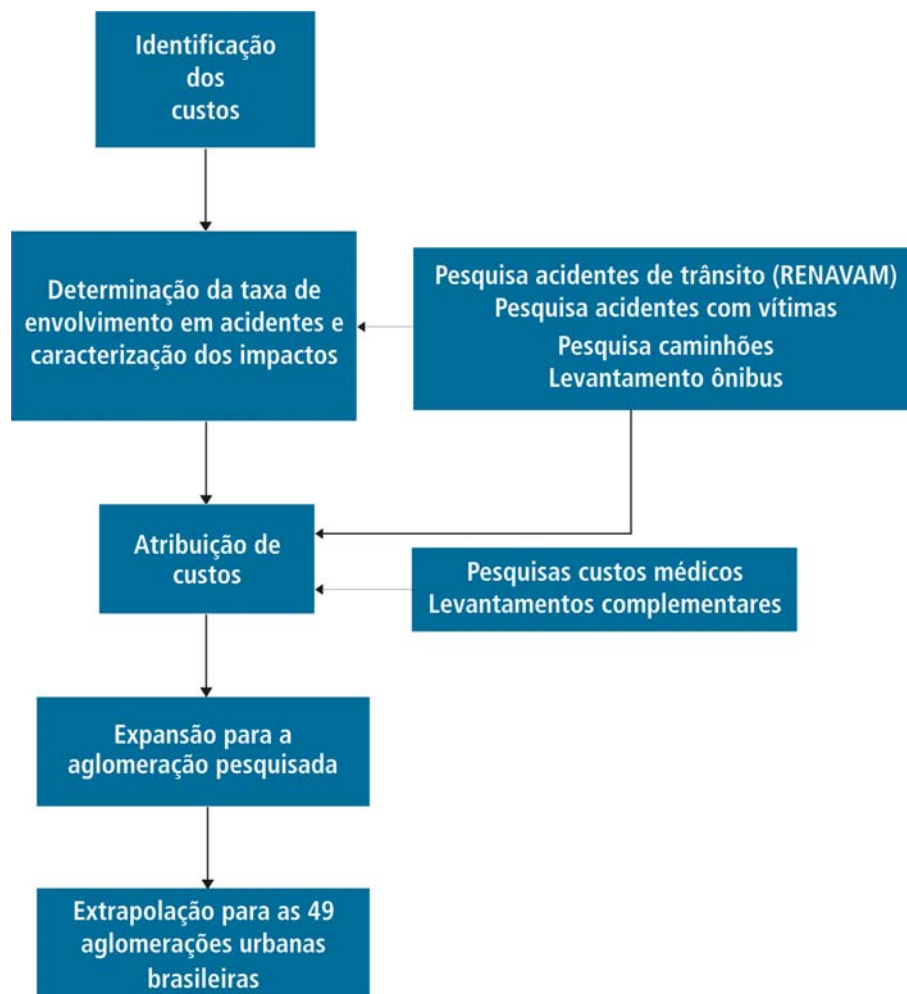 Identificação
dos
custos
Determinação da taxa de
envolvimento em acidentes e
caracterização dos impactos
Pesquisa acidentes de trânsito (RENAVAM)
Pesquisa acidentes com vítimas
Pesquisa caminhões
Levantamento ônibus
Atribuição de
custos
Pesquisas custos médicos
Levantamentos complementares
Expansão para a
aglomeração pesquisada
Extrapolação para as 49
aglomerações urbanas
brasileiras